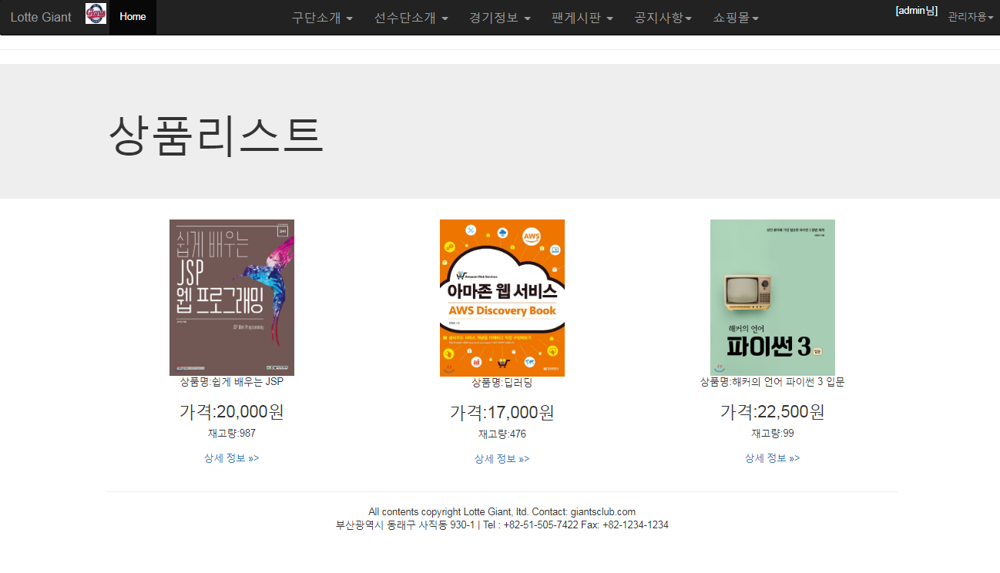 Lotte Giant
Giants
Home
구단소개
선수단소개
경기정보
팬게시판
공지사항
쇼핑몰
[admin님]
관리자용
상품리스트
쉽게 배우는
JSP
웹 프로그래밍
JSP Web Programming
상품명:쉽게 배우는 JSP
가격:20,000원
재고량:987
상세 정보 »>
AWS
Amazon Web Services
아마존 웹 서비스
AWS Discovery Book
상품명:딥러딩
가격:17,000원
재고량:476
상세 정보 »>
해커의 언어
파이썬 3
입문
상품명:해커의 언어 파이썬 3 입문
가격:22,500원
재고량:99
상세 정보 »>
All contents copyright Lotte Giant, ltd. Contact: giantsclub.com
부산광역시 동래구 사직동 930-1 | Tel : +82-51-505-7422 Fax: +82-1234-1234